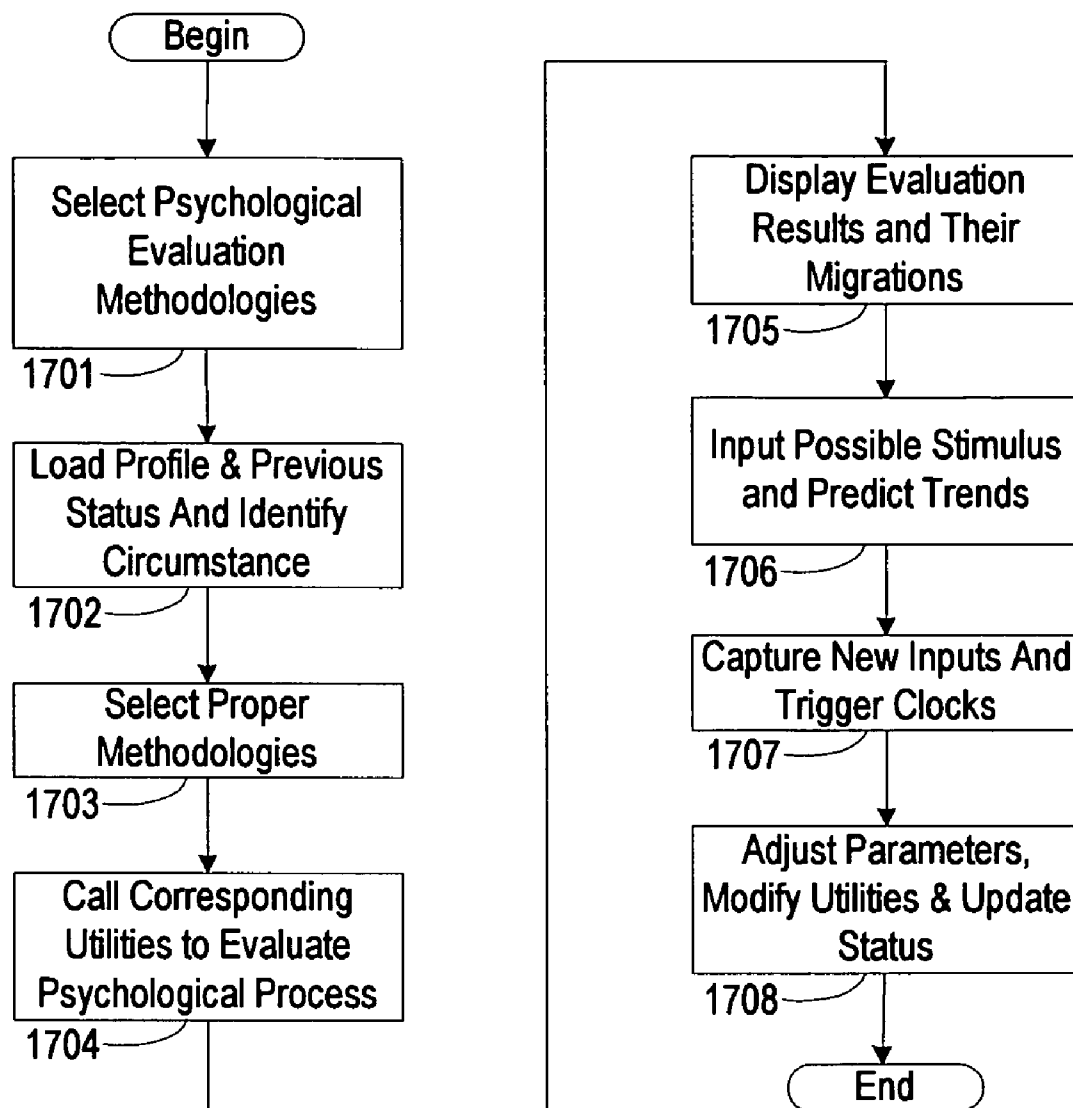 Begin
Select Psychological
Evaluation
Methodologies
1701
Load Profile & Previous
Status And Identify
Circumstance
1702
Select Proper
Methodologies
1703
Call Corresponding
Utilities to Evaluate
Psychological Process
1704
Display Evaluation
Results and Their
Migrations
1705
Input Possible Stimulus
and Predict Trends
1706
Capture New Inputs And
Trigger Clocks
1707
Adjust Parameters,
Modify Utilities & Update
Status
1708
End